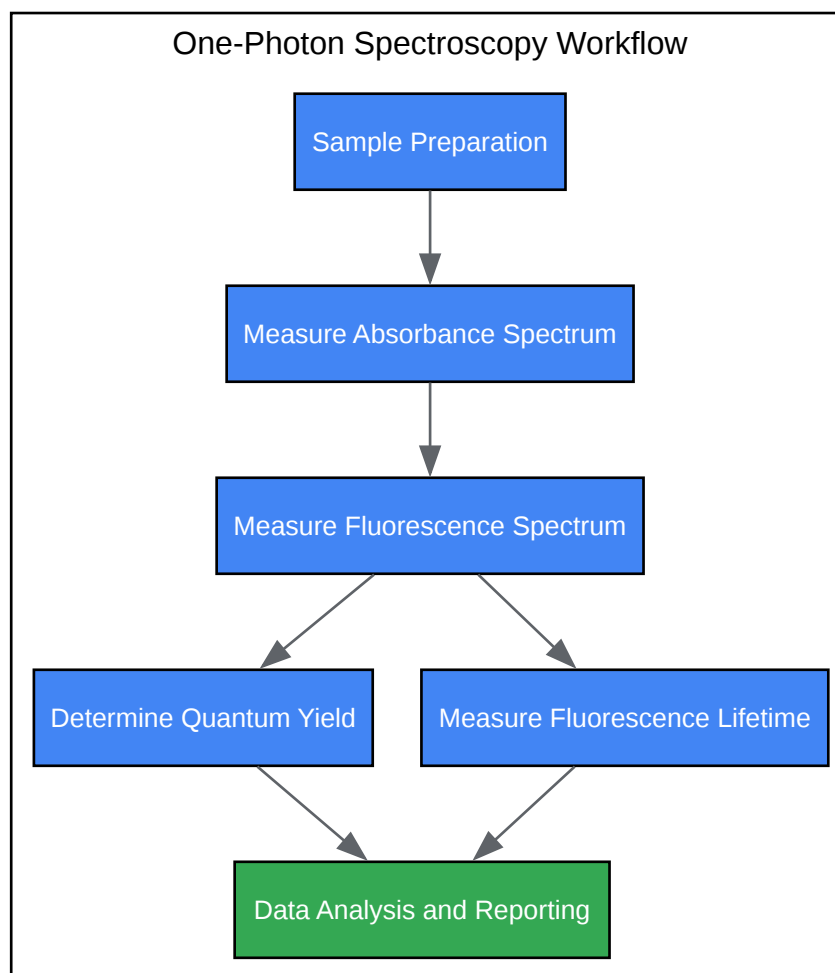 One-Photon Spectroscopy Workflow
Sample Preparation
Measure Absorbance Spectrum
Measure Fluorescence Spectrum
Determine Quantum Yield
Measure Fluorescence Lifetime
Data Analysis and Reporting